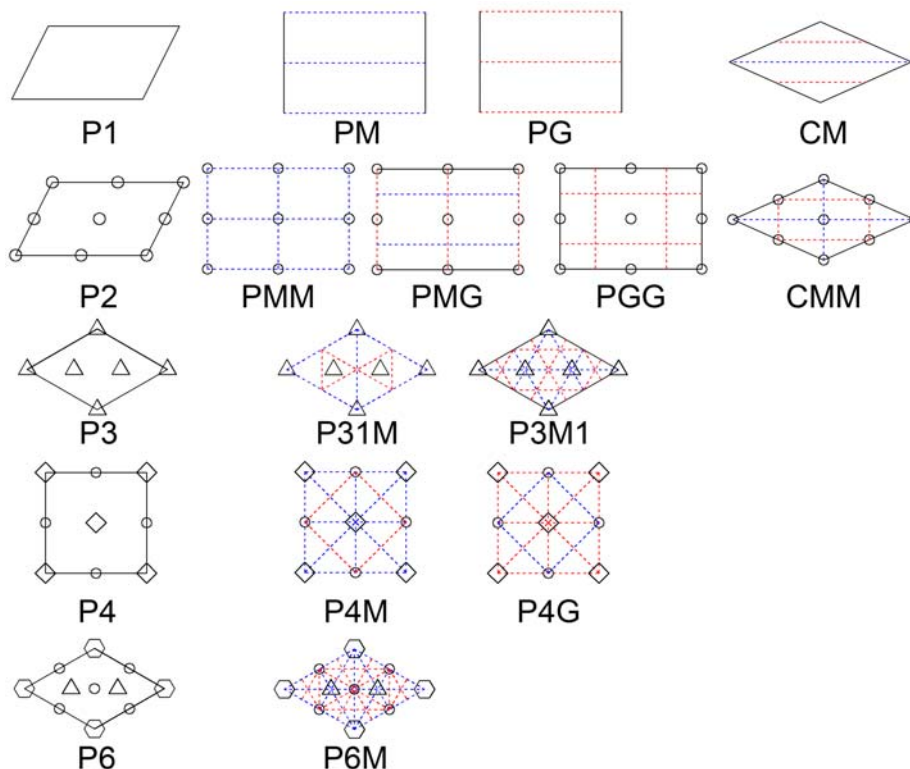 P1 PM PG CM
P2 PMM PMG PGG CMM
P3 P31M P3M1
P4 P4M P4G
P6 P6M